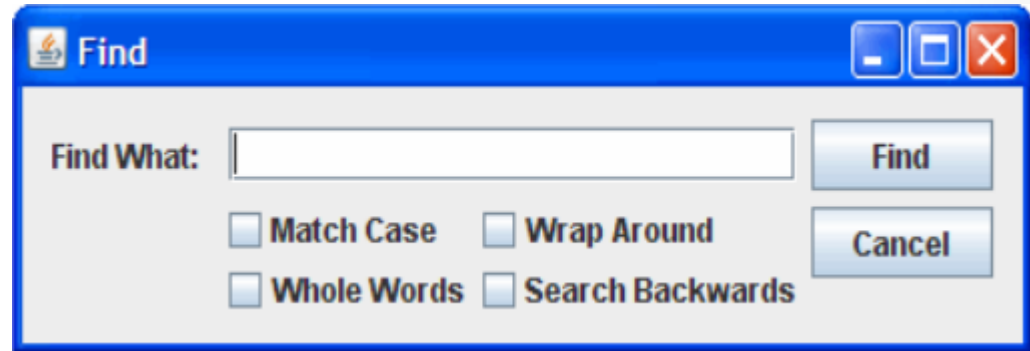 Find
Find What: Find
Match Case Wrap Around Cancel
Whole Words Search Backwards